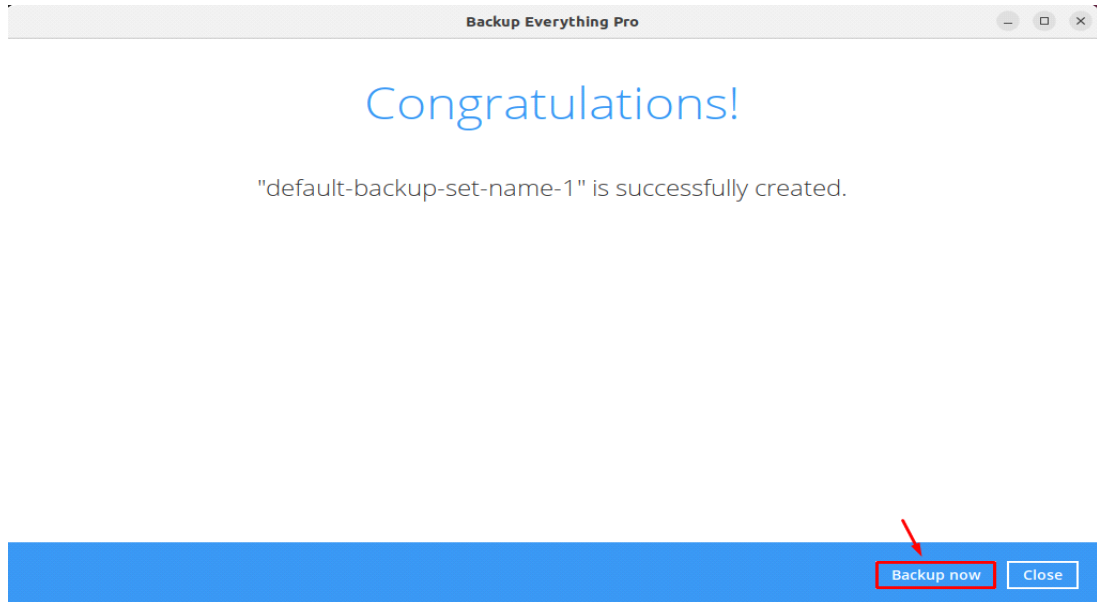 Backup Everything Pro
Congratulations!
"default-backup-set-name-1" is successfully created.
Backup now
Close